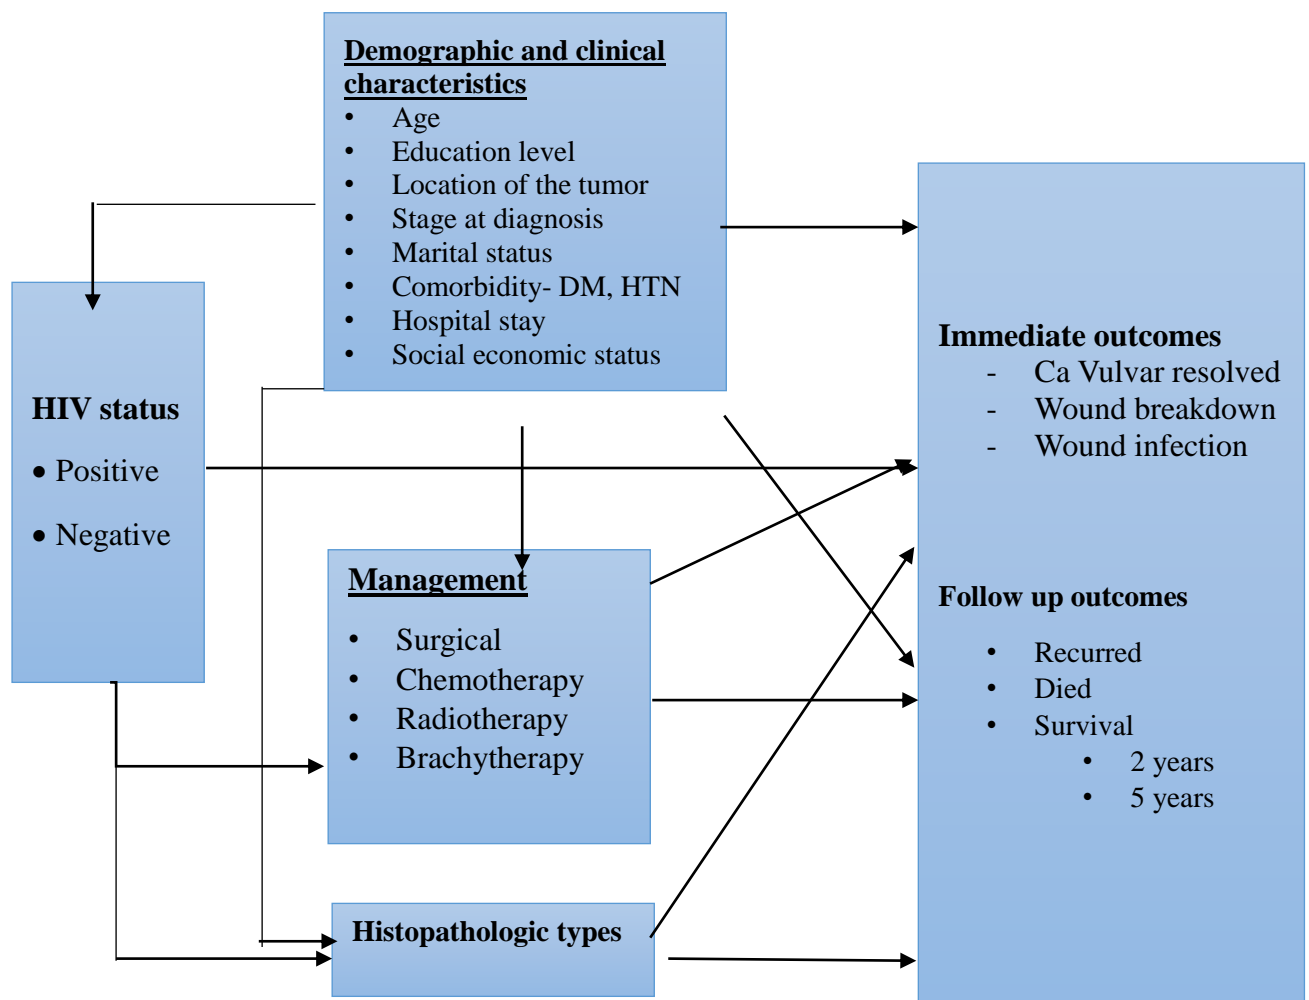 Demographic and clinical
characteristics
• Age
• Education level
• Location of the tumor
• Stage at diagnosis
• Marital status
• Comorbidity- DM, HTN
• Hospital stay
• Social economic status
HIV status
• Positive
• Negative
Management
• Surgical
• Chemotherapy
• Radiotherapy
• Brachytherapy
Histopathologic types
Immediate outcomes
- Ca Vulvar resolved
- Wound breakdown
- Wound infection
Follow up outcomes
• Recurred
• Died
• Survival
• 2 years
• 5 years